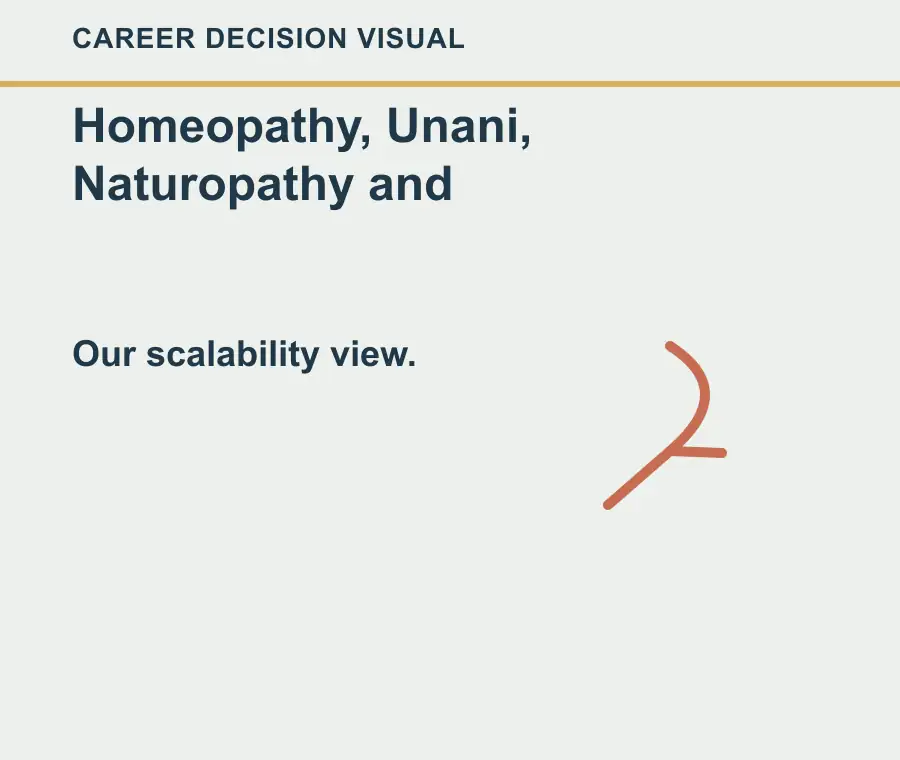 CAREER DECISION VISUAL
Homeopathy, Unani,
Naturopathy and
Our scalability view.